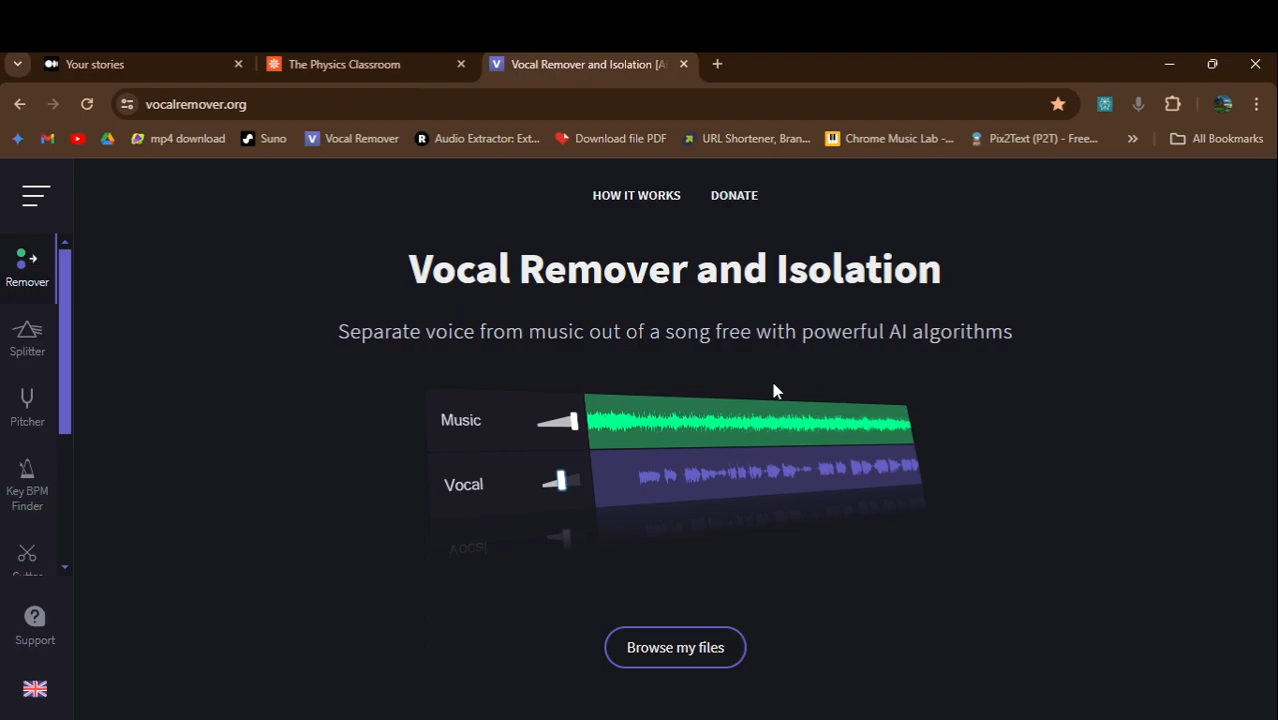 Your stories
The Physics Classroom
Vocal Remover and Isolation [A
vocalremover.org
mp4 download
Suno
Vocal Remover
Audio Extractor: Ext...
Download file PDF
URL Shortener, Bran...
Chrome Music Lab -...
Pix2Text (P2T) - Free...
All Bookmarks
HOW IT WORKS
DONATE
Remover
Splitter
Pitcher
Key BPM
Finder
Cutter
Support
Vocal Remover and Isolation
Separate voice from music out of a song free with powerful AI algorithms
Music
Vocal
Vocal
Browse my files